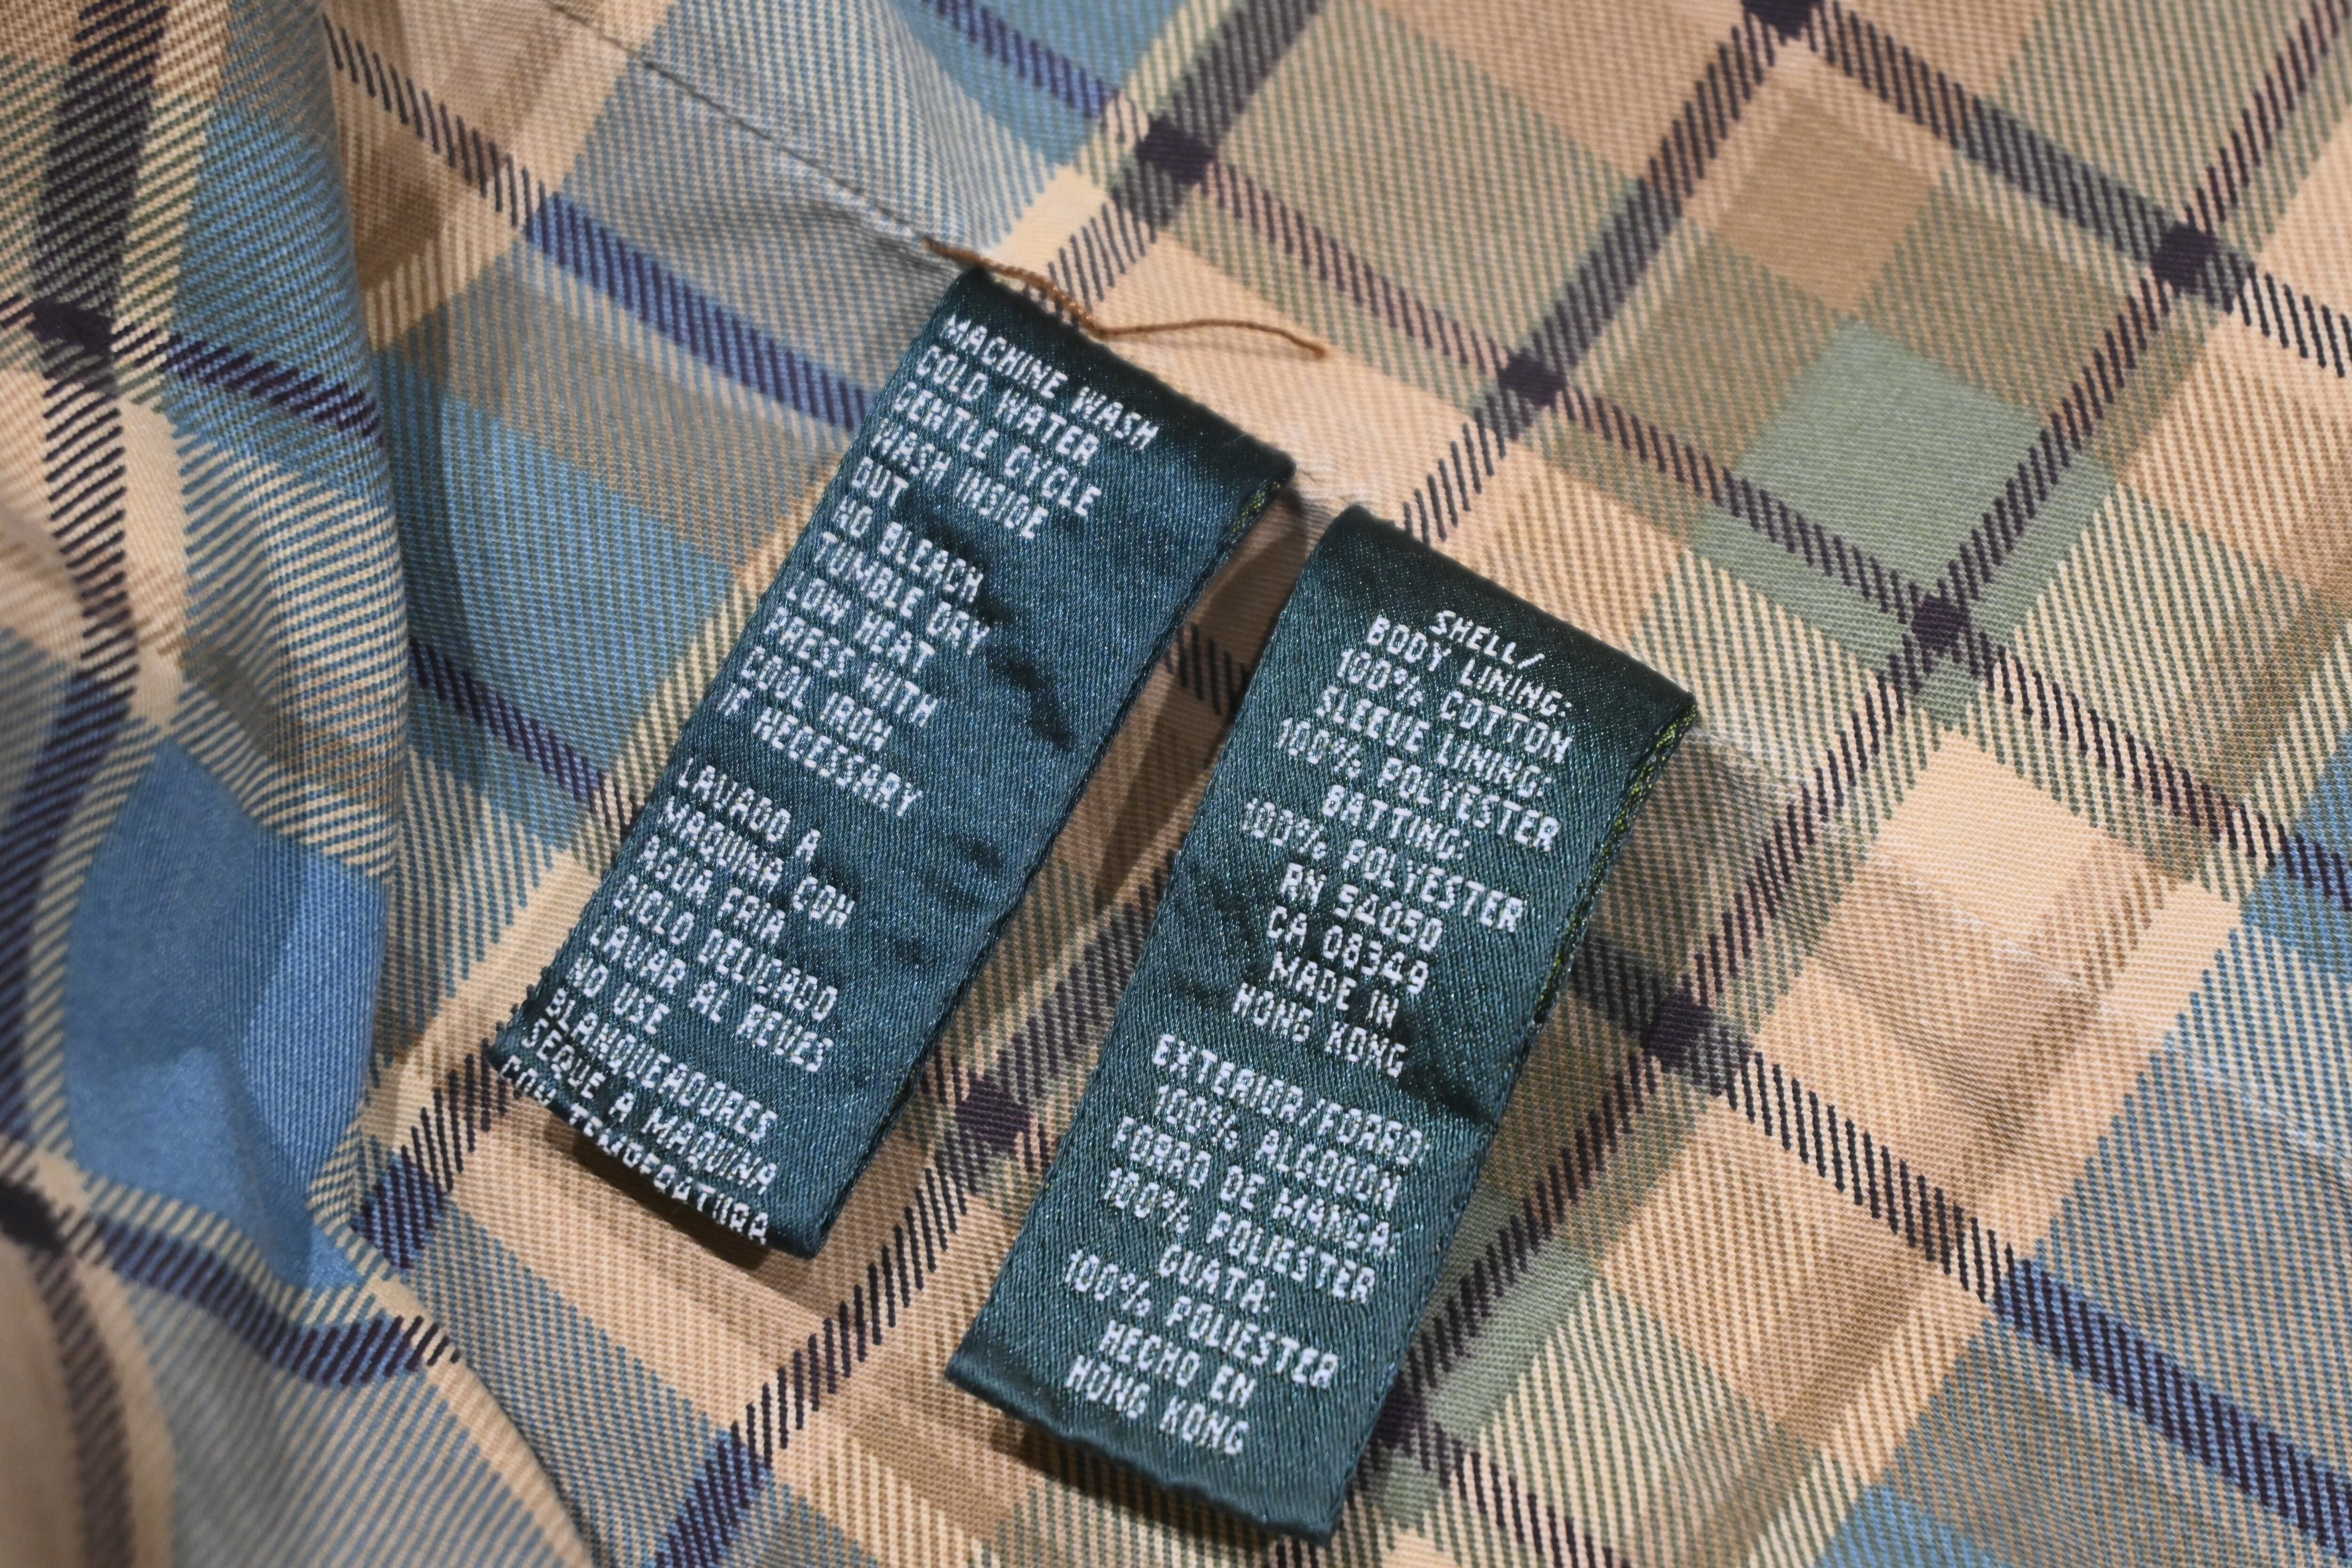 MACHINE WASH
COLD WATER
GENTLE CYCLE
WASH INSIDE
OUT
NO BLEACH
TUMBLE DRY
LOW HEAT
PRESS WITH
COOL IRON
IF NECESSARY
LAVADO A
MAQUINA CON
AGUA FRIA
CICLO DELICADO
LAVAR AL REVES
NO USE
BLANQUEADORES
SEQUE A MAQUINA
CON TEMPERATURA
SHELL/
BODY LINING:
100% COTTON
SLEEVE LINING:
100% POLYESTER
BATTING:
100% POLYESTER
RN 54050
CA 08349
MADE IN
HONG KONG
EXTERIOR/FORRO:
100% ALGODON
FORRO DE MANGA:
100% POLIESTER
GUATA:
100% POLIESTER
HECHO EN
HONG KONG